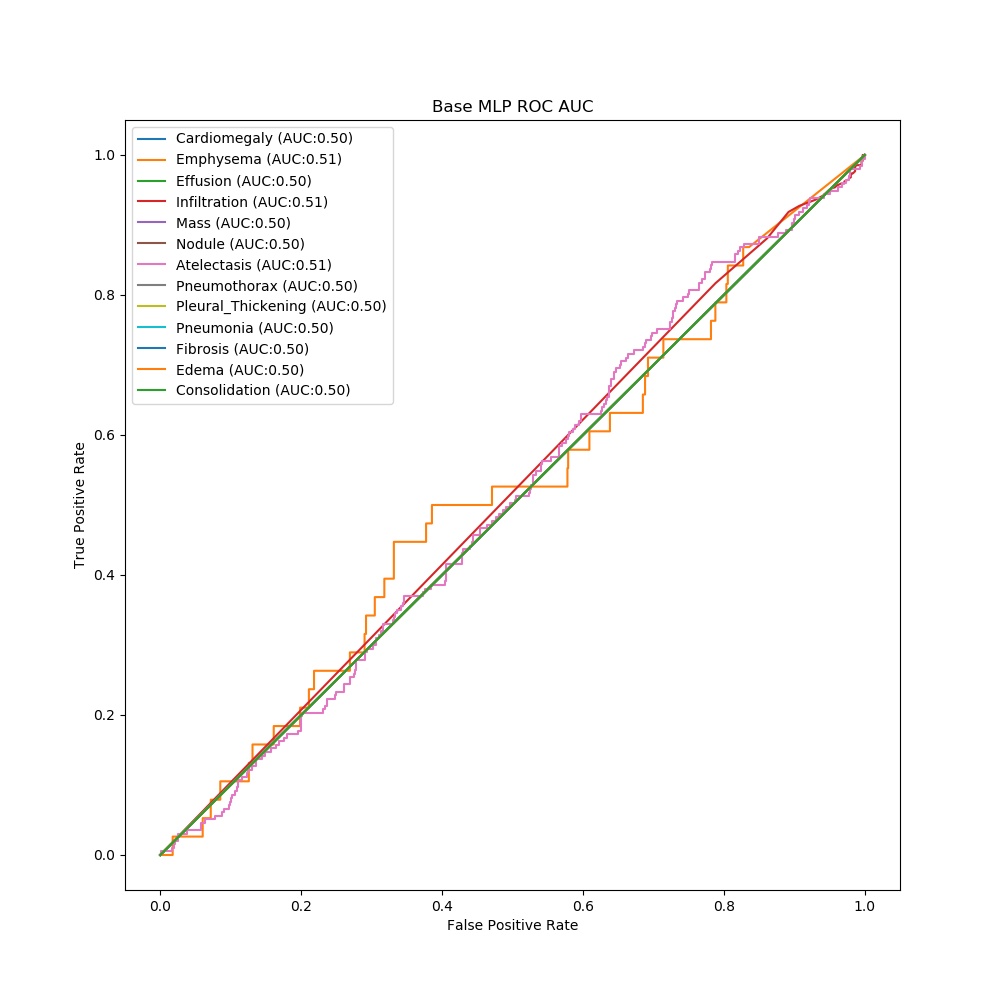 Base MLP ROC AUC
Cardiomegaly (AUC:0.50)
Emphysema (AUC:0.51)
Effusion (AUC:0.50)
Infiltration (AUC:0.51)
Mass (AUC:0.50)
Nodule (AUC:0.50)
Atelectasis (AUC:0.51)
Pneumothorax (AUC:0.50)
Pleural_Thickening (AUC:0.50)
Pneumonia (AUC:0.50)
Fibrosis (AUC:0.50)
Edema (AUC:0.50)
Consolidation (AUC:0.50)
1.0
0.8
0.6
0.4
0.2
0.0
True Positive Rate
0.0 0.2 0.4 0.6 0.8 1.0
False Positive Rate